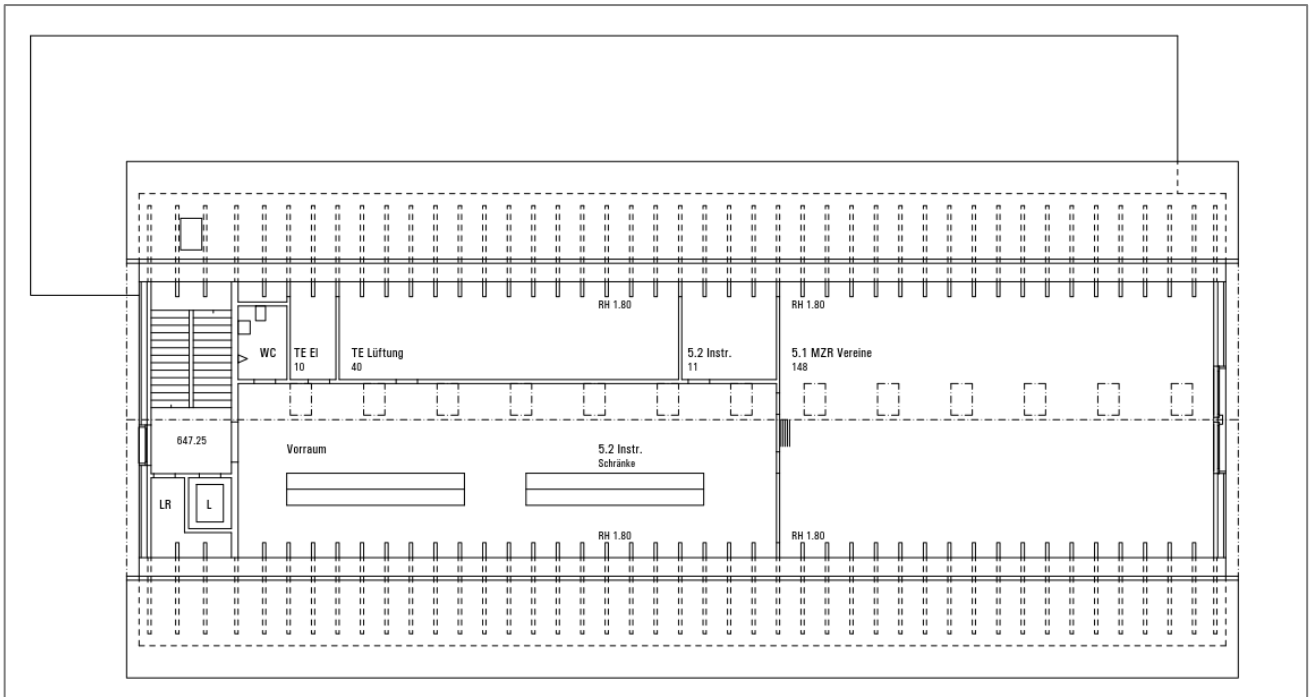 RH 1.80
RH 1.80
WC
TE El
10
TE Lüftung
40
5.2 Instr.
11
5.1 MZR Vereine
148
647.25
Vorraum
5.2 Instr.
Schränke
LR
L
RH 1.80
RH 1.80